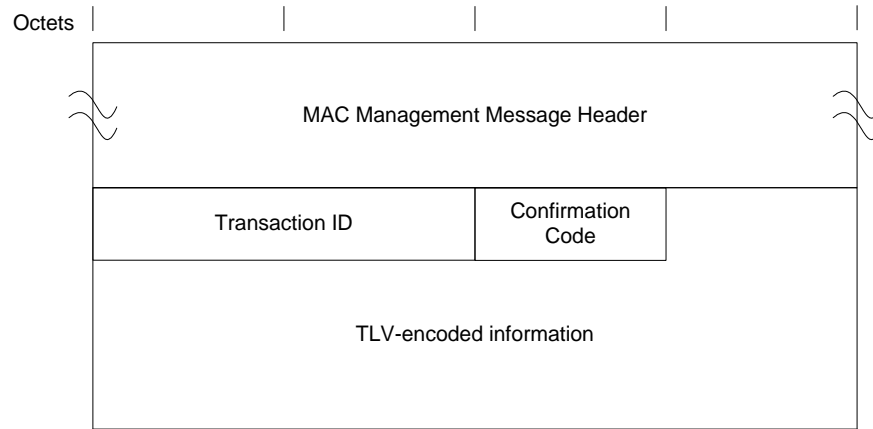 Octets
MAC Management Message Header
Transaction ID
Confirmation
Code
TLV-encoded information